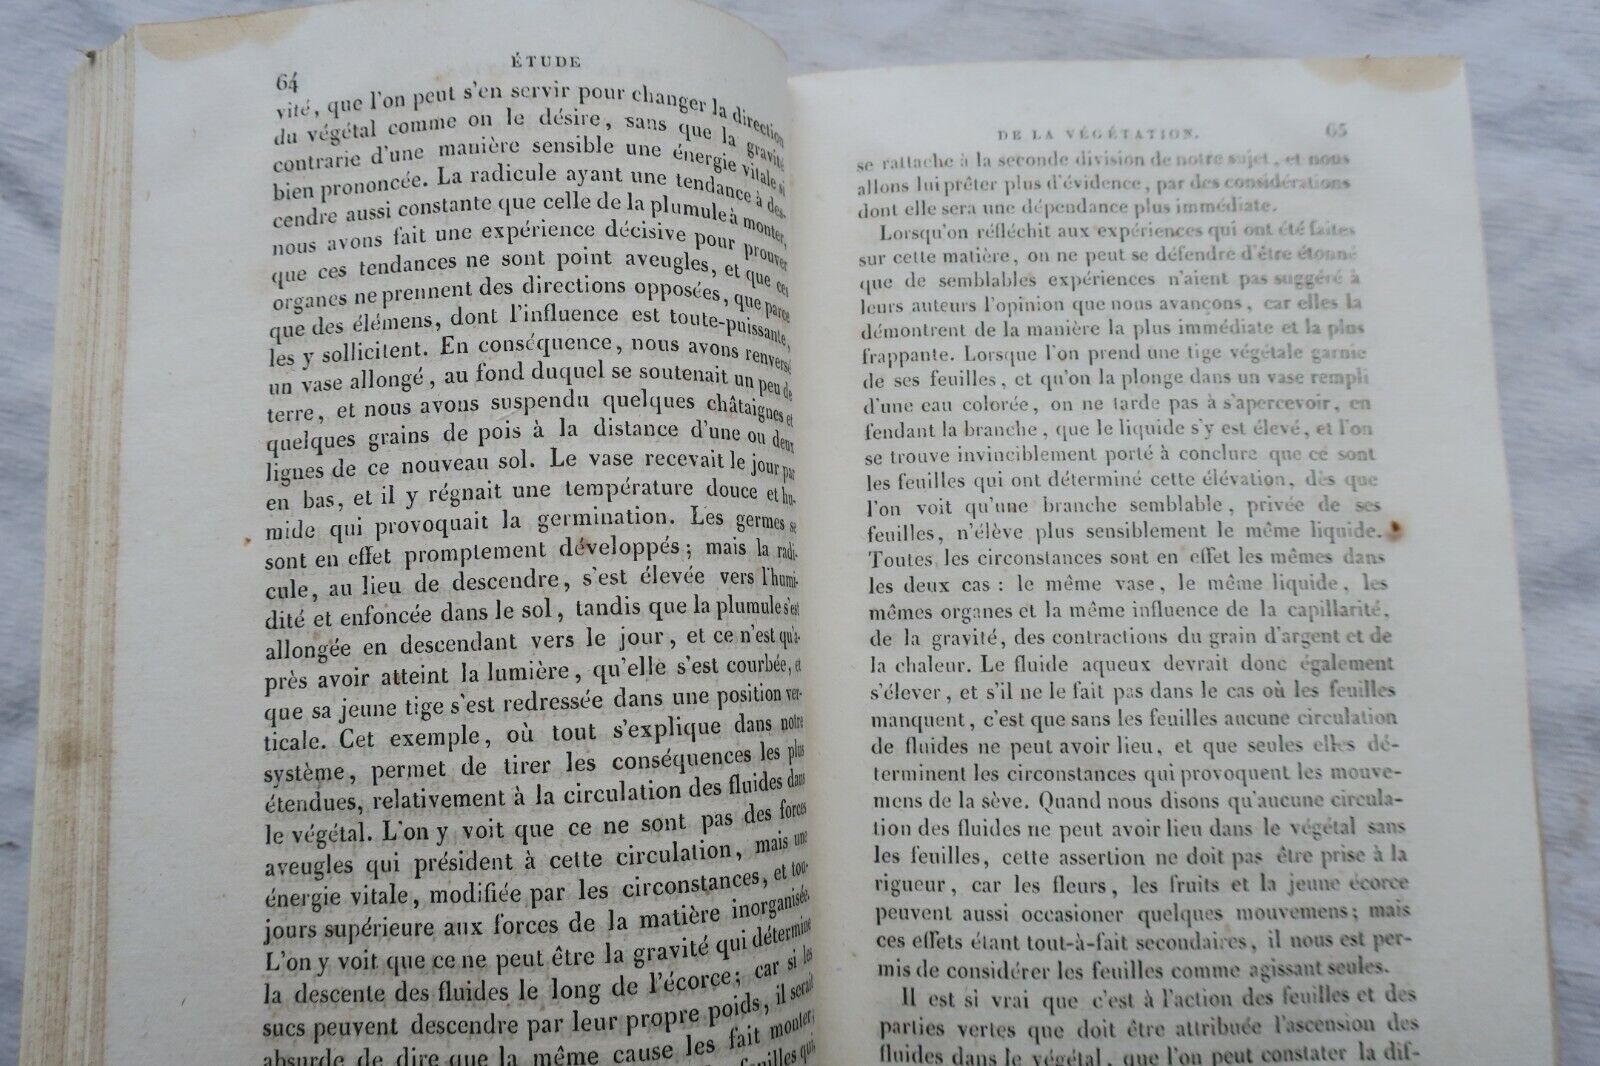 64
ÉTUDE
vité, que l'on peut s'en servir pour changer la direction
du végétal comme on le désire, sans que la gravité
contrarie d'une manière sensible une énergie vitale si
bien prononcée. La radicule ayant une tendance à des-
cendre aussi constante que celle de la plumule à monter,
nous avons fait une expérience décisive pour prouver
que ces tendances ne sont point aveugles, et que ces
organes ne prennent des directions opposées, que parce
que des élémens, dont l'influence est toute-puissante,
les y sollicitent. En conséquence, nous avons renversé
un vase allongé, au fond duquel se soutenait un peu de
terre, et nous avons suspendu quelques châtaignes et
quelques grains de pois à la distance d'une ou deux
lignes de ce nouveau sol. Le vase recevait le jour par
en bas, et il y régnait une température douce et hu-
mide qui provoquait la germination. Les germes se
sont en effet promptement développés; mais la radi-
cule, au lieu de descendre, s'est élevée vers l'humi-
dité et enfoncée dans le sol, tandis que la plumule s'est
allongée en descendant vers le jour, et ce n'est qu'a-
près avoir atteint la lumière, qu'elle s'est courbée, et
que sa jeune tige s'est redressée dans une position ver-
ticale. Cet exemple, où tout s'explique dans notre
système, permet de tirer les conséquences les plus
étendues, relativement à la circulation des fluides dans
le végétal. L'on y voit que ce ne sont pas des forces
aveugles qui président à cette circulation, mais une
énergie vitale, modifiée par les circonstances, et tou-
jours supérieure aux forces de la matière inorganisée.
L'on y voit que ce ne peut être la gravité qui détermine
la descente des fluides le long de l'écorce; car si les
sucs peuvent descendre par leur propre poids, il serait
absurde de dire que la même cause les fait monter;
feuilles qui,
DE LA VÉGÉTATION.
65
se rattache à la seconde division de notre sujet, et nous
allons lui prêter plus d'évidence, par des considérations
dont elle sera une dépendance plus immédiate.
Lorsqu'on réfléchit aux expériences qui ont été faites
sur cette matière, on ne peut se défendre d'être étonné
que de semblables expériences n'aient pas suggéré à
leurs auteurs l'opinion que nous avançons, car elles la
démontrent de la manière la plus immédiate et la plus
frappante. Lorsque l'on prend une tige végétale garnie
de ses feuilles, et qu'on la plonge dans un vase rempli
d'une eau colorée, on ne tarde pas à s'apercevoir, en
fendant la branche, que le liquide s'y est élevé, et l'on
se trouve invinciblement porté à conclure que ce sont
les feuilles qui ont déterminé cette élévation, dès que
l'on voit qu'une branche semblable, privée de ses
feuilles, n'élève plus sensiblement le même liquide.
Toutes les circonstances sont en effet les mêmes dans
les deux cas : le même vase, le même liquide, les
mêmes organes et la même influence de la capillarité,
de la gravité, des contractions du grain d'argent et de
la chaleur. Le fluide aqueux devrait donc également
s'élever, et s'il ne le fait pas dans le cas où les feuilles
manquent, c'est que sans les feuilles aucune circulation
de fluides ne peut avoir lieu, et que seules elles dé-
terminent les circonstances qui provoquent les mouve-
mens de la sève. Quand nous disons qu'aucune circula-
tion des fluides ne peut avoir lieu dans le végétal sans
les feuilles, cette assertion ne doit pas être prise à la
rigueur, car les fleurs, les fruits et la jeune écorce
peuvent aussi occasioner quelques mouvemens; mais
ces effets étant tout-à-fait secondaires, il nous est per-
mis de considérer les feuilles comme agissant seules.
Il est si vrai que c'est à l'action des feuilles et des
parties vertes que doit être attribuée l'ascension des
fluides dans le végétal, que l'on peut constater la dif-